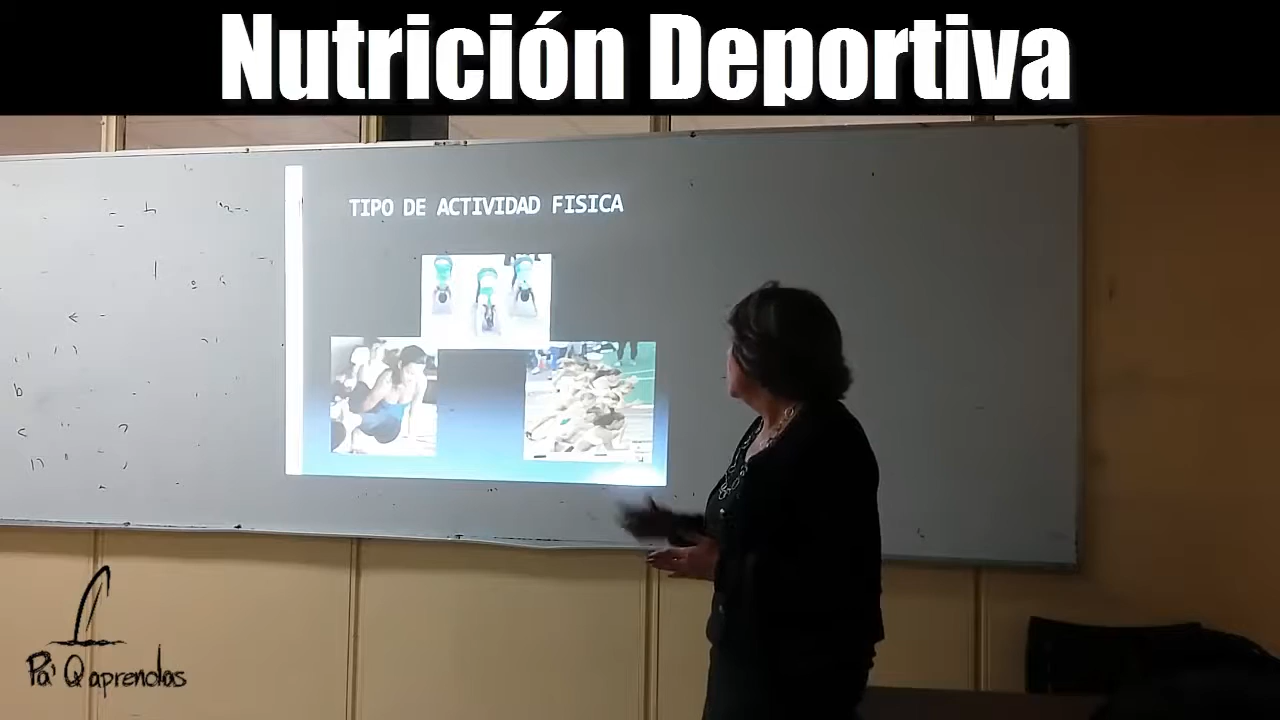 Nutrición Deportiva
TIPO DE ACTIVIDAD FISICA
Pa' Q aprendas